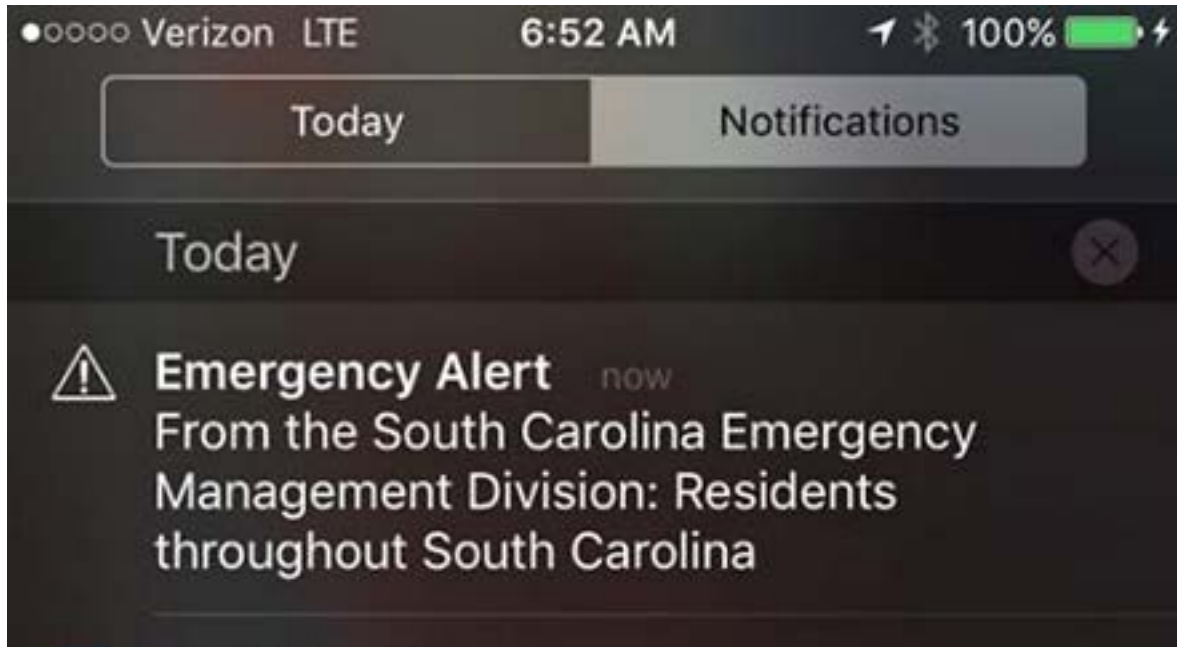 Verizon LTE 6:52 AM 100%
Today Notifications
Today
Emergency Alert now
From the South Carolina Emergency
Management Division: Residents
throughout South Carolina